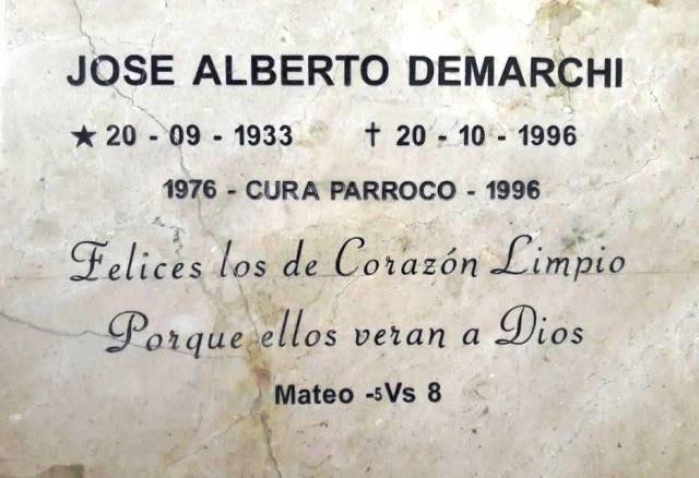 JOSE ALBERTO DEMARCHI
★ 20 - 09 - 1933 † 20 - 10 - 1996
1976 - CURA PARROCO - 1996
Felices los de Corazón Limpio
Porque ellos veran a Dios
Mateo -5Vs 8